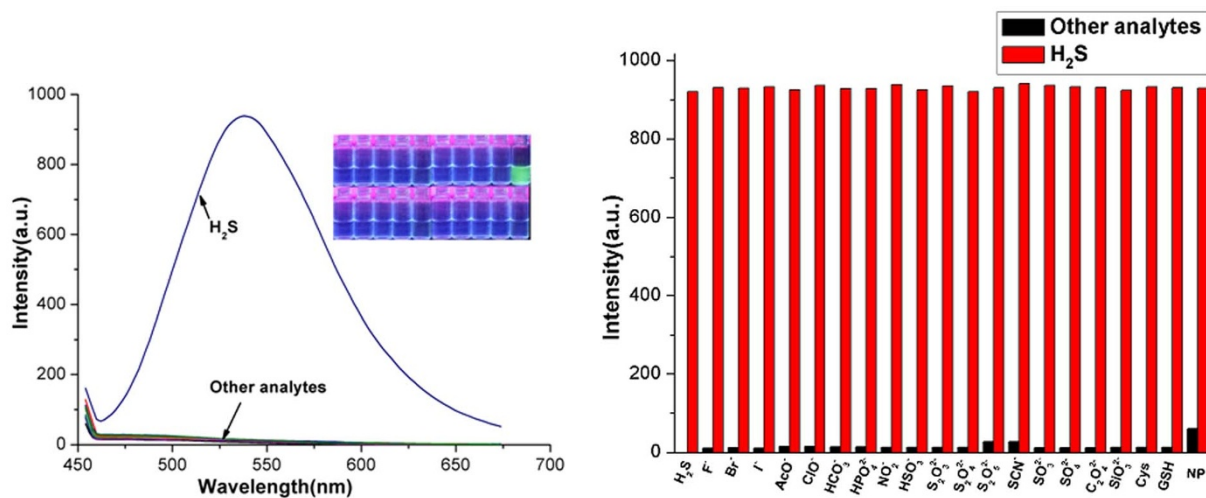 1000
800
600
400
200
0
Intensity(a.u.)
H₂S
Other analytes
450 500 550 600 650 700
Wavelength(nm)
Other analytes
H₂S
1000
800
600
400
200
0
Intensity(a.u.)
H₂S F⁻ Br⁻ I⁻ AcO⁻ ClO⁻ HCO₃⁻ HPO₄²⁻ NO₂⁻ HSO₃⁻ S₂O₃²⁻ S₂O₄²⁻ S₂O₅²⁻ SCN⁻ SO₃²⁻ SO₄²⁻ C₂O₄²⁻ SiO₃²⁻ Cys GSH NP